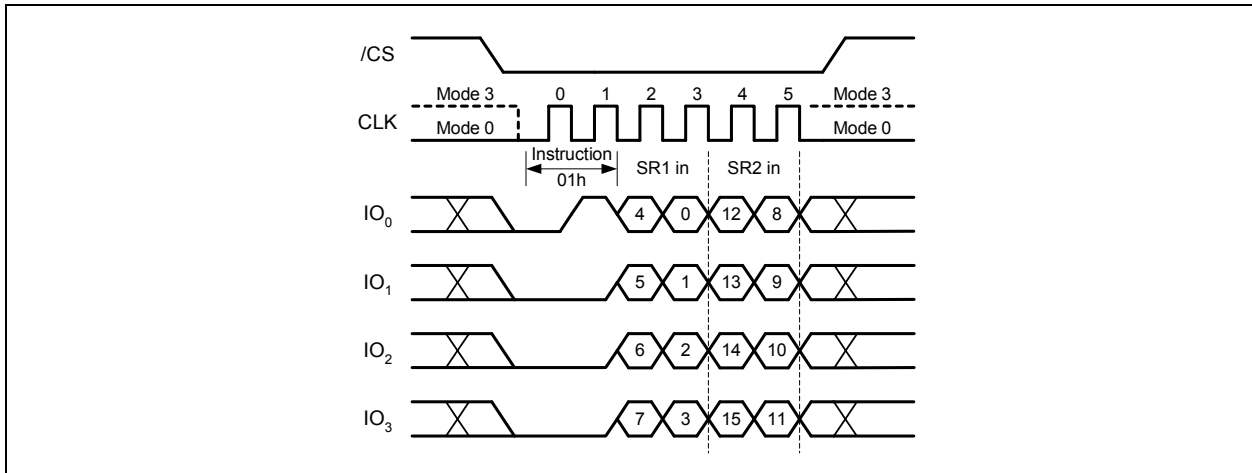 /CS
Mode 3 0 1 2 3 4 5 Mode 3
CLK Mode 0 Mode 0
Instruction
01h SR1 in SR2 in
IO0 4 0 12 8
IO1 5 1 13 9
IO2 6 2 14 10
IO3 7 3 15 11